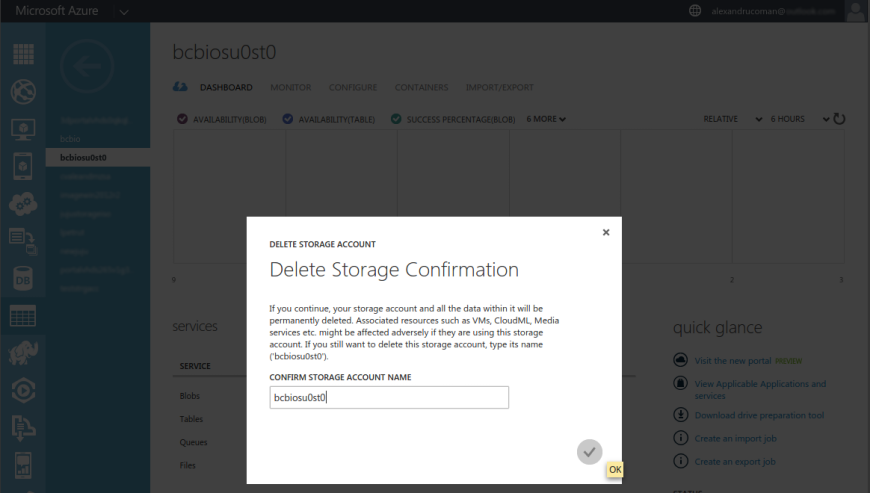 Microsoft Azure
bcbiosu0st0
DASHBOARD MONITOR CONFIGURE CONTAINERS IMPORT/EXPORT
AVAILABILITY(BLOB) AVAILABILITY(TABLE) SUCCESS PERCENTAGE(BLOB) 6 MORE RELATIVE 6 HOURS
bcbio
bcbiosu0st0
DELETE STORAGE ACCOUNT
Delete Storage Confirmation
If you continue, your storage account and all the data within it will be
permanently deleted. Associated resources such as VMs, CloudML, Media
services etc. might be affected adversely if they are using this storage
account. If you still want to delete this storage account, type its name
('bcbiosu0st0').
CONFIRM STORAGE ACCOUNT NAME
bcbiosu0st0
OK
9
2
services
SERVICE
Blobs
Tables
Queues
Files
DB
quick glance
Visit the new portal PREVIEW
View Applicable Applications and
services
Download drive preparation tool
Create an import job
Create an export job
STATUS